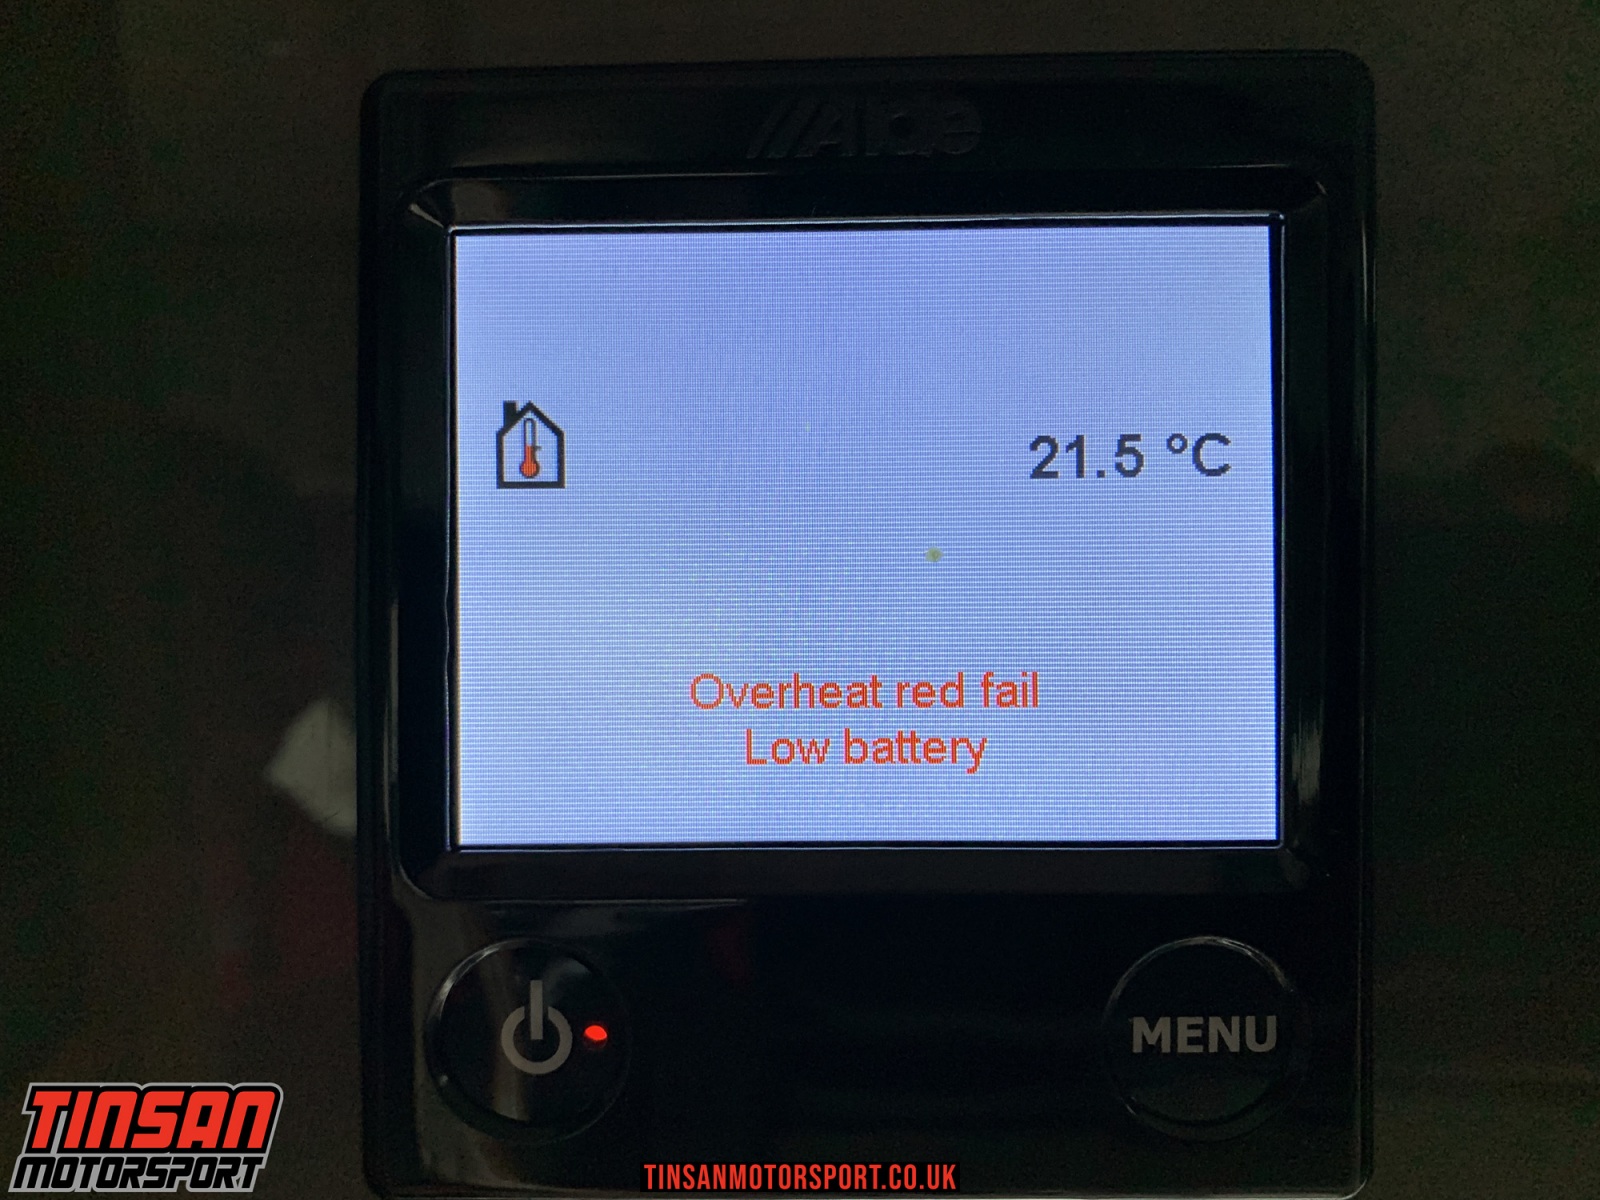 Alde
21.5 °C
Overheat red fail
Low battery
MENU
TINSAN
MOTORSPORT
TINSANMOTORSPORT.CO.UK